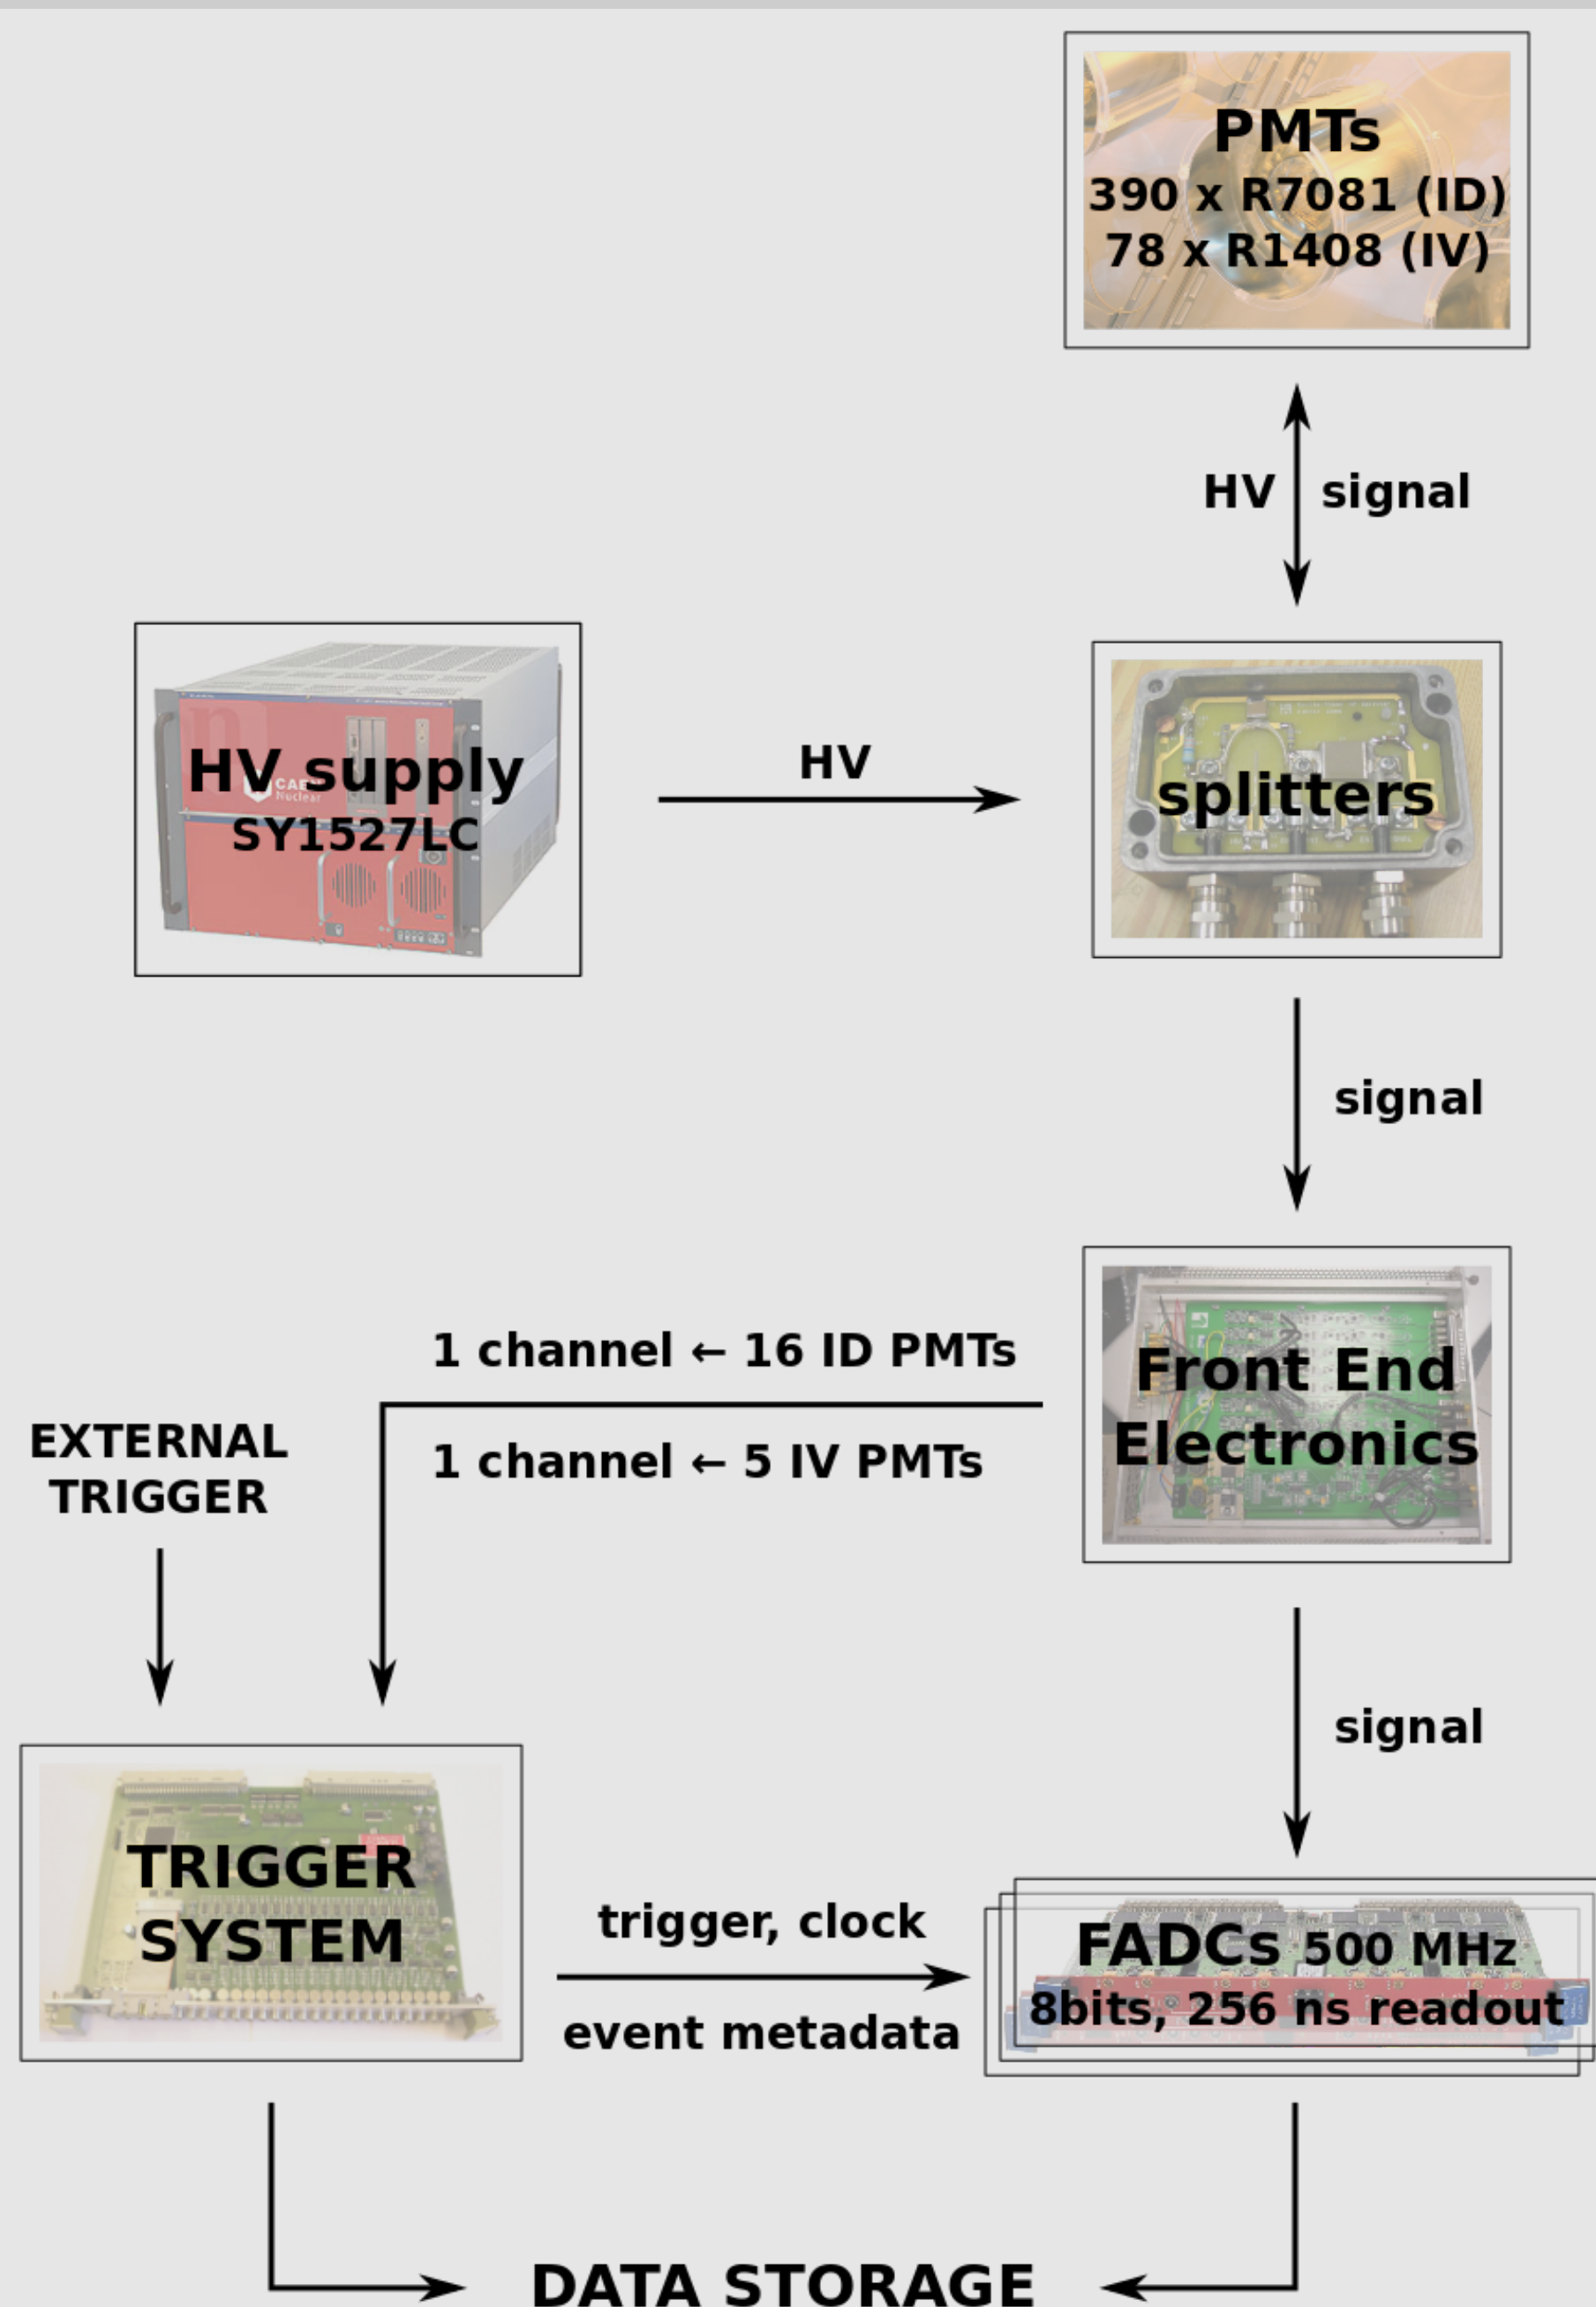 PMTs
390 x R7081 (ID)
78 x R1408 (IV)
HV signal
HV supply
SY1527LC
CAEN
Nuclear
HV
splitters
signal
1 channel ← 16 ID PMTs
1 channel ← 5 IV PMTs
Front End
Electronics
EXTERNAL
TRIGGER
signal
TRIGGER
SYSTEM
trigger, clock
event metadata
FADCs 500 MHz
8bits, 256 ns readout
DATA STORAGE